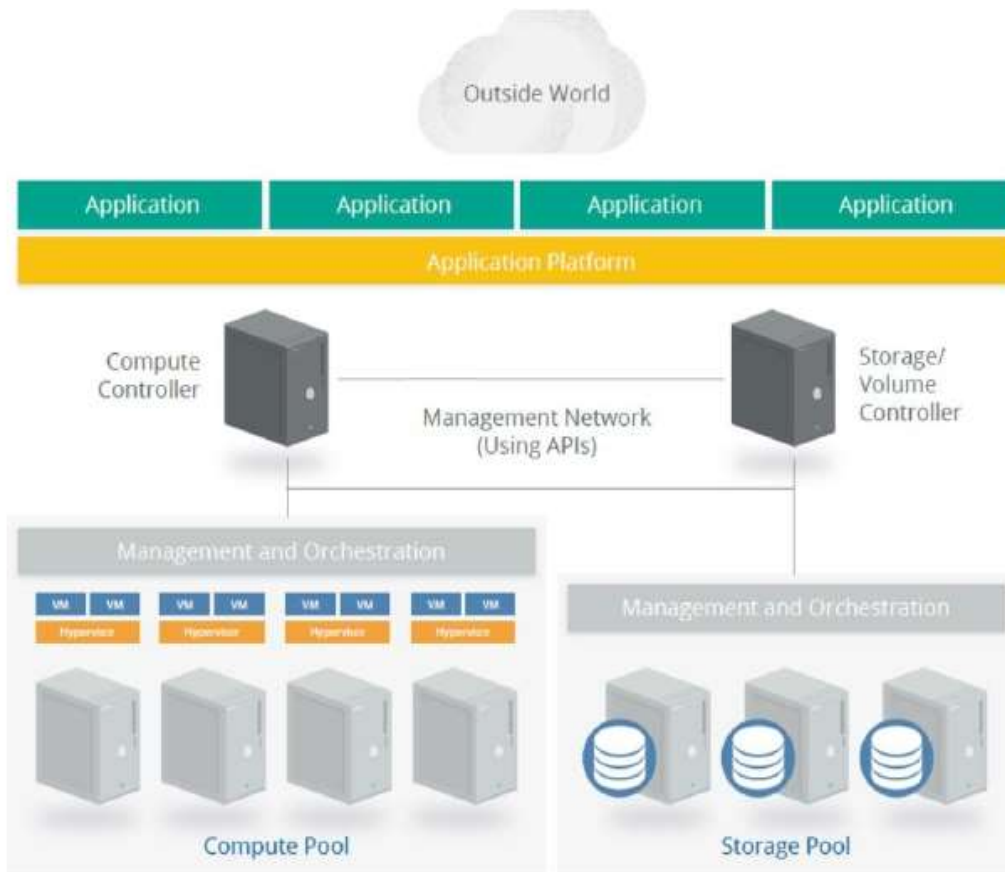 Outside World
Application
Application
Application
Application
Application Platform
Compute
Controller
Management Network
(Using APIs)
Storage/
Volume
Controller
Management and Orchestration
VM VM
VM VM
VM VM
VM VM
Hypervisor
Hypervisor
Hypervisor
Hypervisor
Compute Pool
Management and Orchestration
Storage Pool